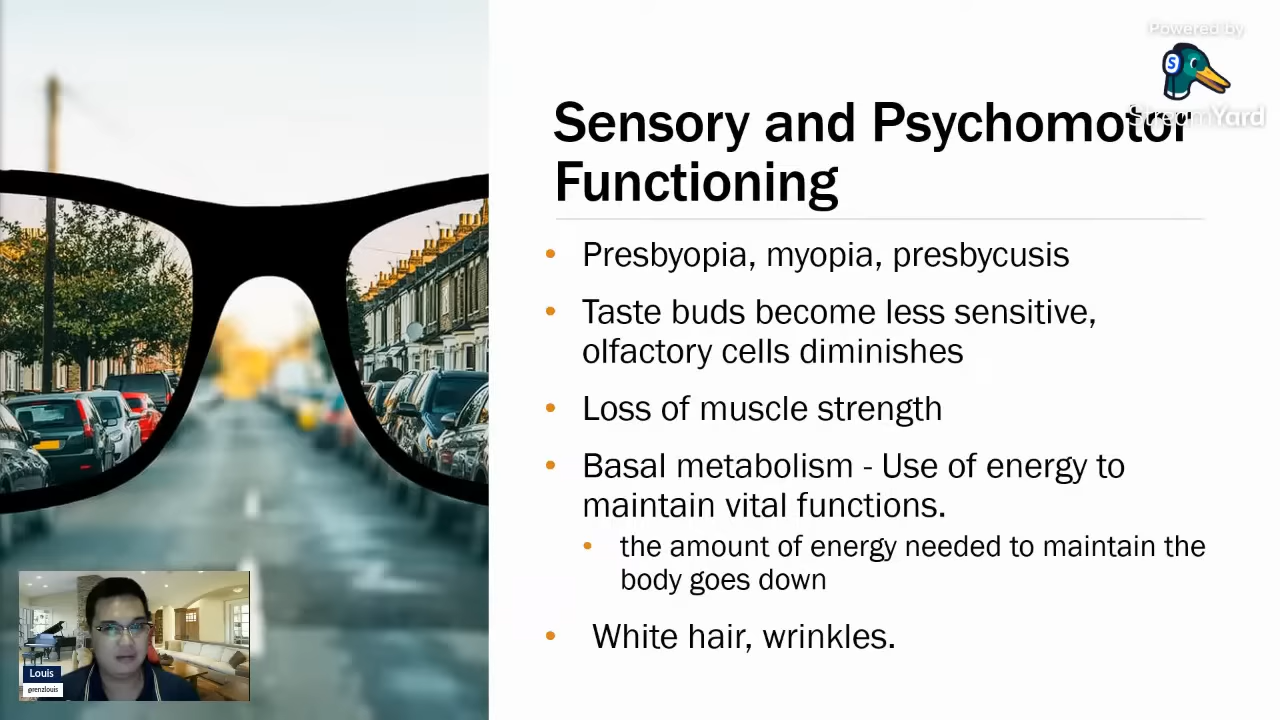 Powered by
S
StreamYard
Sensory and Psychomotor
Functioning
• Presbyopia, myopia, presbycusis
• Taste buds become less sensitive,
olfactory cells diminishes
• Loss of muscle strength
• Basal metabolism - Use of energy to
maintain vital functions.
• the amount of energy needed to maintain the
body goes down
• White hair, wrinkles.
Louis
@renzlouis